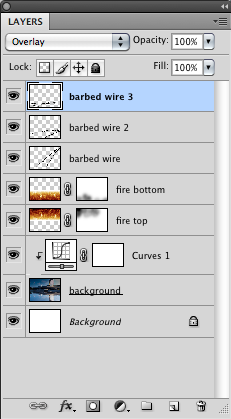 LAYERS
Overlay Opacity: 100%
Lock: Fill: 100%
barbed wire 3
barbed wire 2
barbed wire
fire bottom
fire top
Curves 1
background
Background
fx